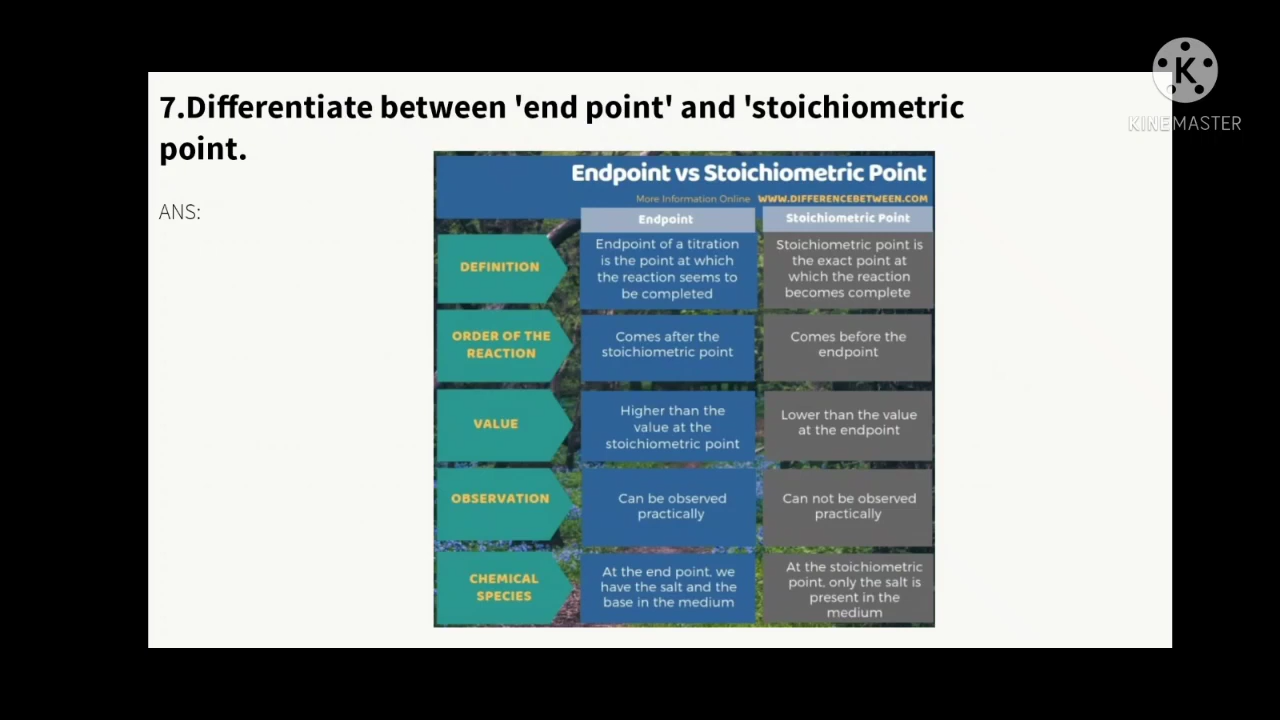 7.Differentiate between 'end point' and 'stoichiometric
point.
K
KINEMASTER
ANS:
Endpoint vs Stoichiometric Point
More Information Online WWW.DIFFERENCEBETWEEN.COM
Endpoint
Stoichiometric Point
DEFINITION
Endpoint of a titration
is the point at which
the reaction seems to
be completed
Stoichiometric point is
the exact point at
which the reaction
becomes complete
ORDER OF THE
REACTION
Comes after the
stoichiometric point
Comes before the
endpoint
VALUE
Higher than the
value at the
stoichiometric point
Lower than the value
at the endpoint
OBSERVATION
Can be observed
practically
Can not be observed
practically
CHEMICAL
SPECIES
At the end point, we
have the salt and the
base in the medium
At the stoichiometric
point, only the salt is
present in the
medium